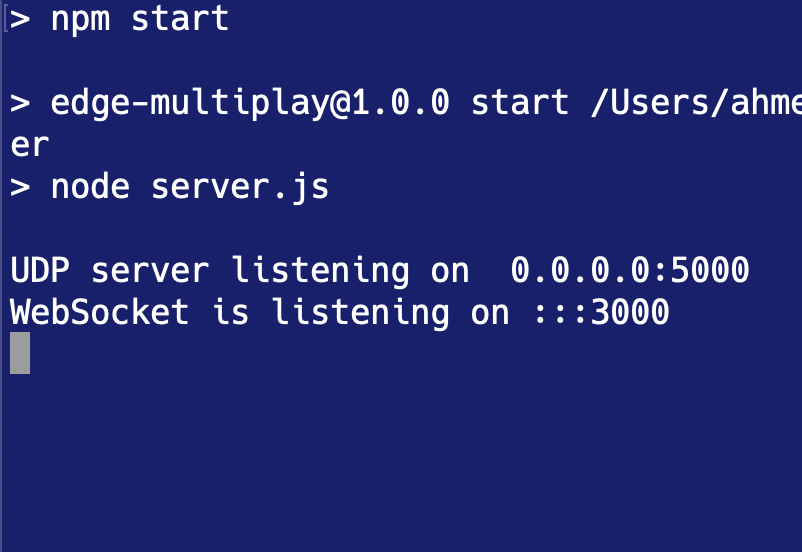 > npm start
> edge-multiplay@1.0.0 start /Users/ahme
er
> node server.js
UDP server listening on  0.0.0.0:5000
WebSocket is listening on :::3000